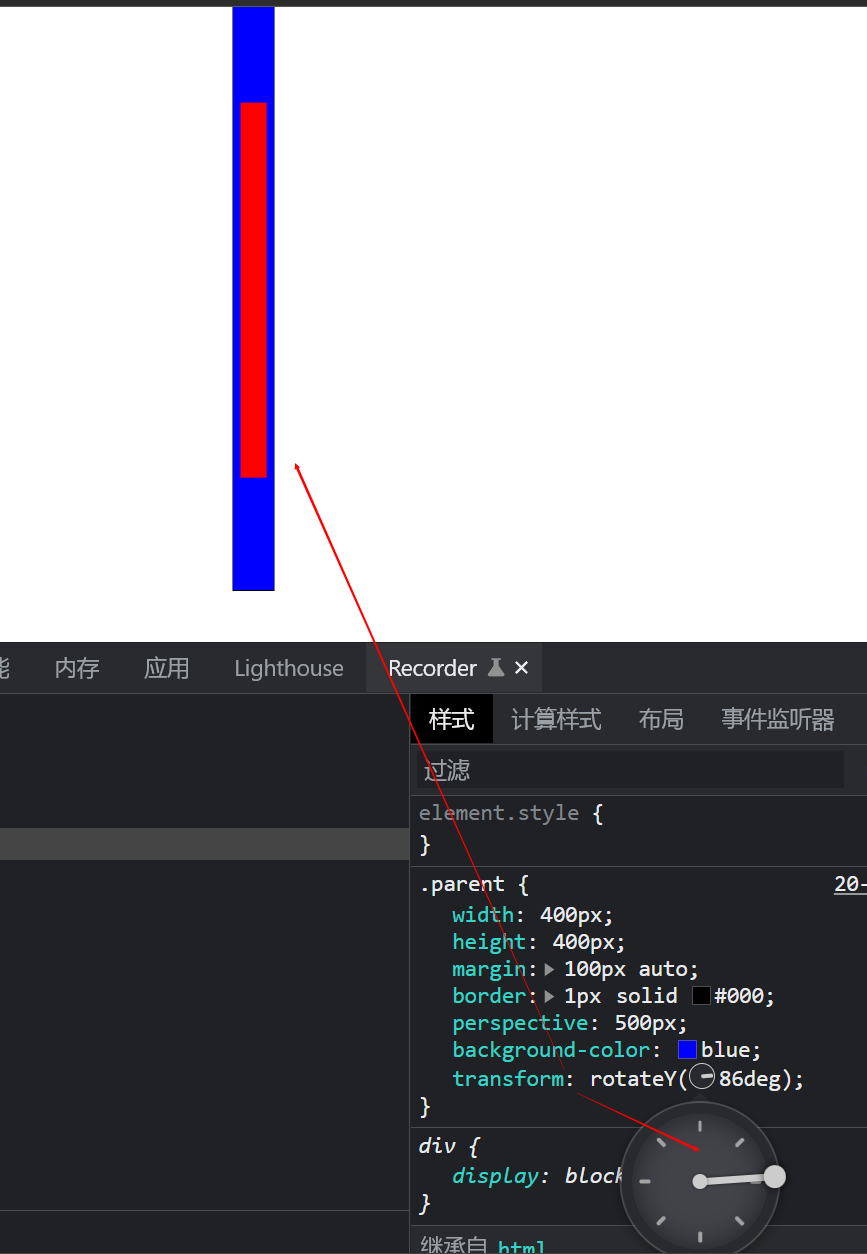 能 内存 应用 Lighthouse Recorder
样式 计算样式 布局 事件监听器
过滤
element.style {
}
.parent { 20-
width: 400px;
height: 400px;
margin: 100px auto;
border: 1px solid #000;
perspective: 500px;
background-color: blue;
transform: rotateY(86deg);
}
div {
display: block
}
继承自 html